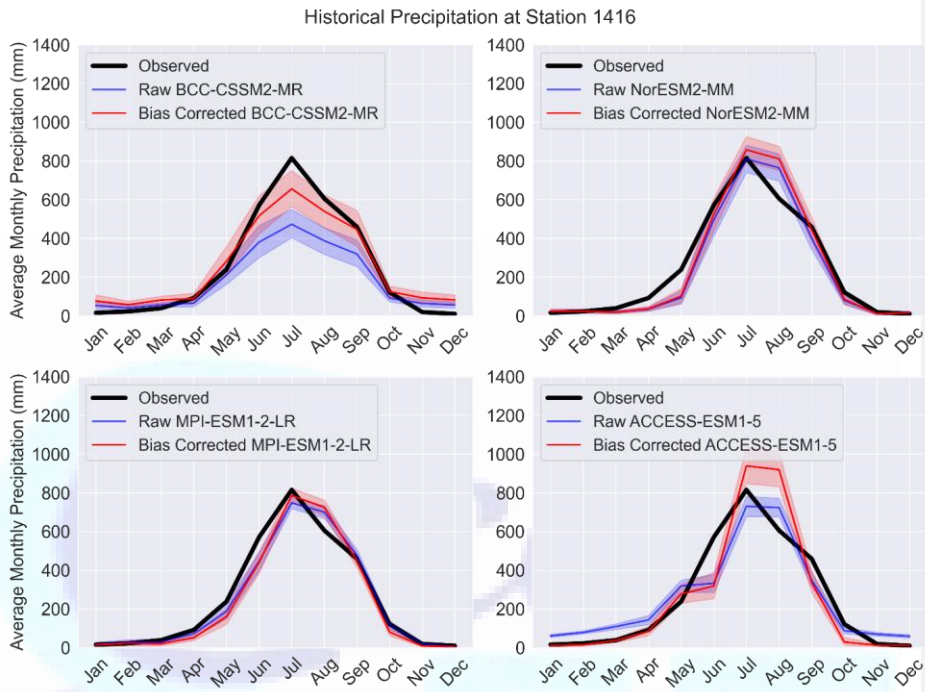 Historical Precipitation at Station 1416
Average Monthly Precipitation (mm)
1400
1200
1000
800
600
400
200
0
Observed
Raw BCC-CSSM2-MR
Bias Corrected BCC-CSSM2-MR
Jan Feb Mar Apr May Jun Jul Aug Sep Oct Nov Dec
1400
1200
1000
800
600
400
200
0
Observed
Raw NorESM2-MM
Bias Corrected NorESM2-MM
Jan Feb Mar Apr May Jun Jul Aug Sep Oct Nov Dec
Average Monthly Precipitation (mm)
1400
1200
1000
800
600
400
200
0
Observed
Raw MPI-ESM1-2-LR
Bias Corrected MPI-ESM1-2-LR
Jan Feb Mar Apr May Jun Jul Aug Sep Oct Nov Dec
1400
1200
1000
800
600
400
200
0
Observed
Raw ACCESS-ESM1-5
Bias Corrected ACCESS-ESM1-5
Jan Feb Mar Apr May Jun Jul Aug Sep Oct Nov Dec